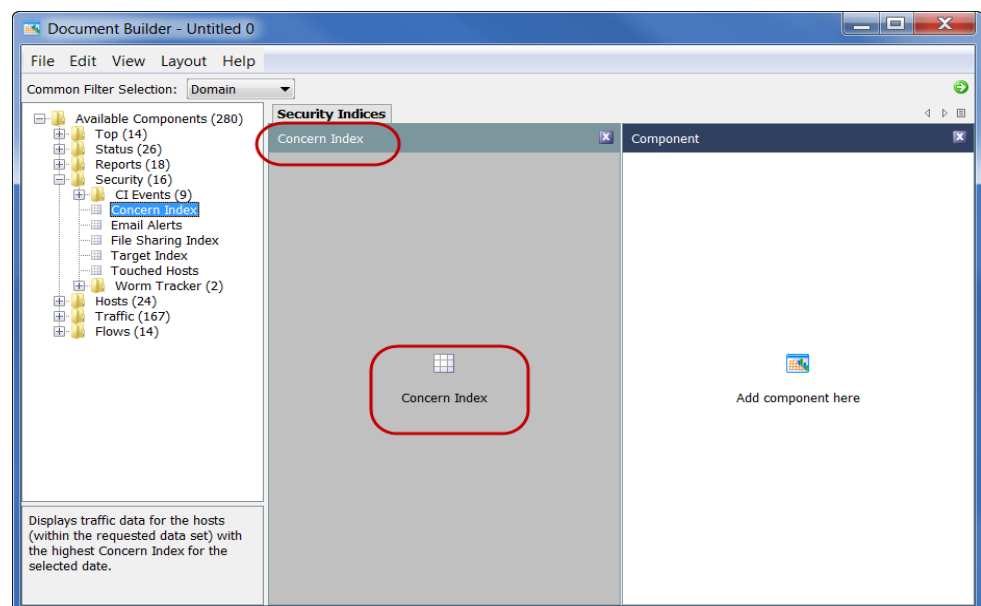 Document Builder - Untitled 0
File Edit View Layout Help
Common Filter Selection: Domain
Available Components (280)
Top (14)
Status (26)
Reports (18)
Security (16)
CI Events (9)
Concern Index
Email Alerts
File Sharing Index
Target Index
Touched Hosts
Worm Tracker (2)
Hosts (24)
Traffic (167)
Flows (14)
Displays traffic data for the hosts
(within the requested data set) with
the highest Concern Index for the
selected date.
Security Indices
Concern Index
Concern Index
Component
Add component here